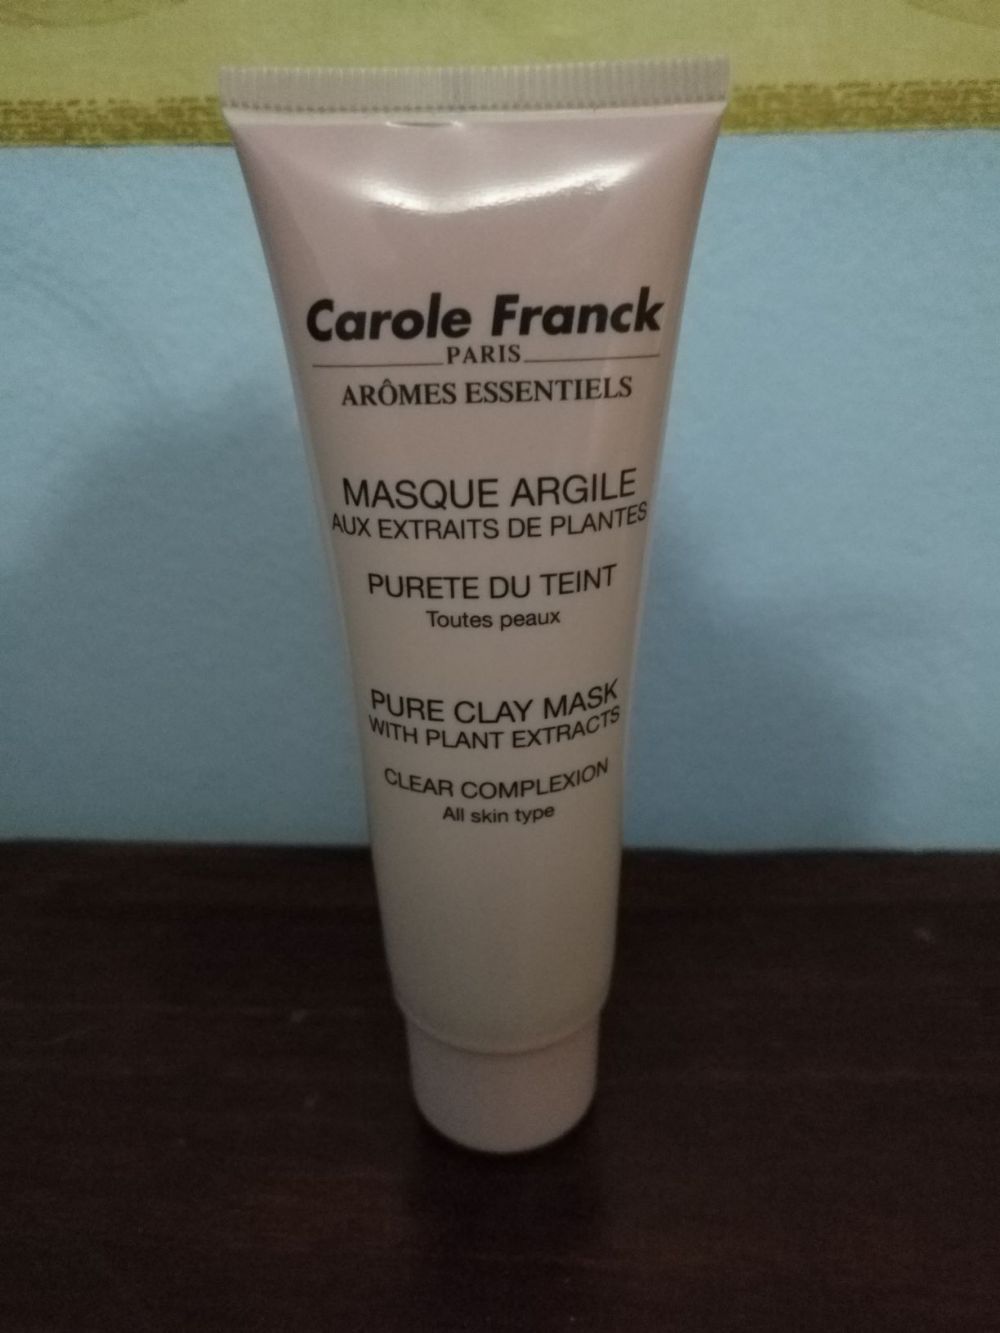 Carole Franck
PARIS
ARÔMES ESSENTIELS
MASQUE ARGILE
AUX EXTRAITS DE PLANTES
PURETE DU TEINT
Toutes peaux
PURE CLAY MASK
WITH PLANT EXTRACTS
CLEAR COMPLEXION
All skin type